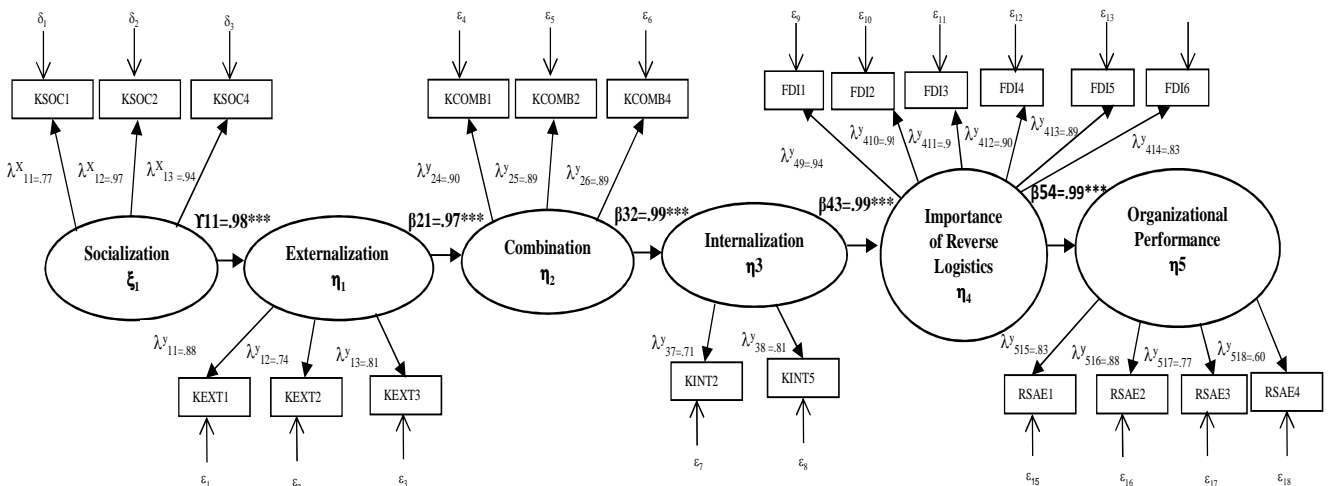 δ1 δ2 δ3 ε4 ε5 ε6 ε9 ε10 ε11 ε12 ε13
KSOC1 KSOC2 KSOC4 KCOMB1 KCOMB2 KCOMB4 FDI1 FDI2 FDI3 FDI4 FDI5 FDI6
λX11=.77 λX12=.97 λX13=.94 λy24=.90 λy25=.89 λy26=.89 λy49=.94 λy410=.9 λy411=.9 λy412=.90 λy413=.89 λy414=.83
ϒ11=.98*** β21=.97*** β32=.99*** β43=.99*** β54=.99***
Socialization
ξ1
Externalization
η1
Combination
η2
Internalization
η3
Importance
of Reverse
Logistics
η4
Organizational
Performance
η5
λy11=.88 λy12=.74 λy13=.81 λy37=.71 λy38=.81 λy515=.83 λy516=.88 λy517=.77 λy518=.60
KEXT1 KEXT2 KEXT3 KINT2 KINT5 RSAE1 RSAE2 RSAE3 RSAE4
ε1 ε3 ε7 ε8 ε15 ε16 ε17 ε18